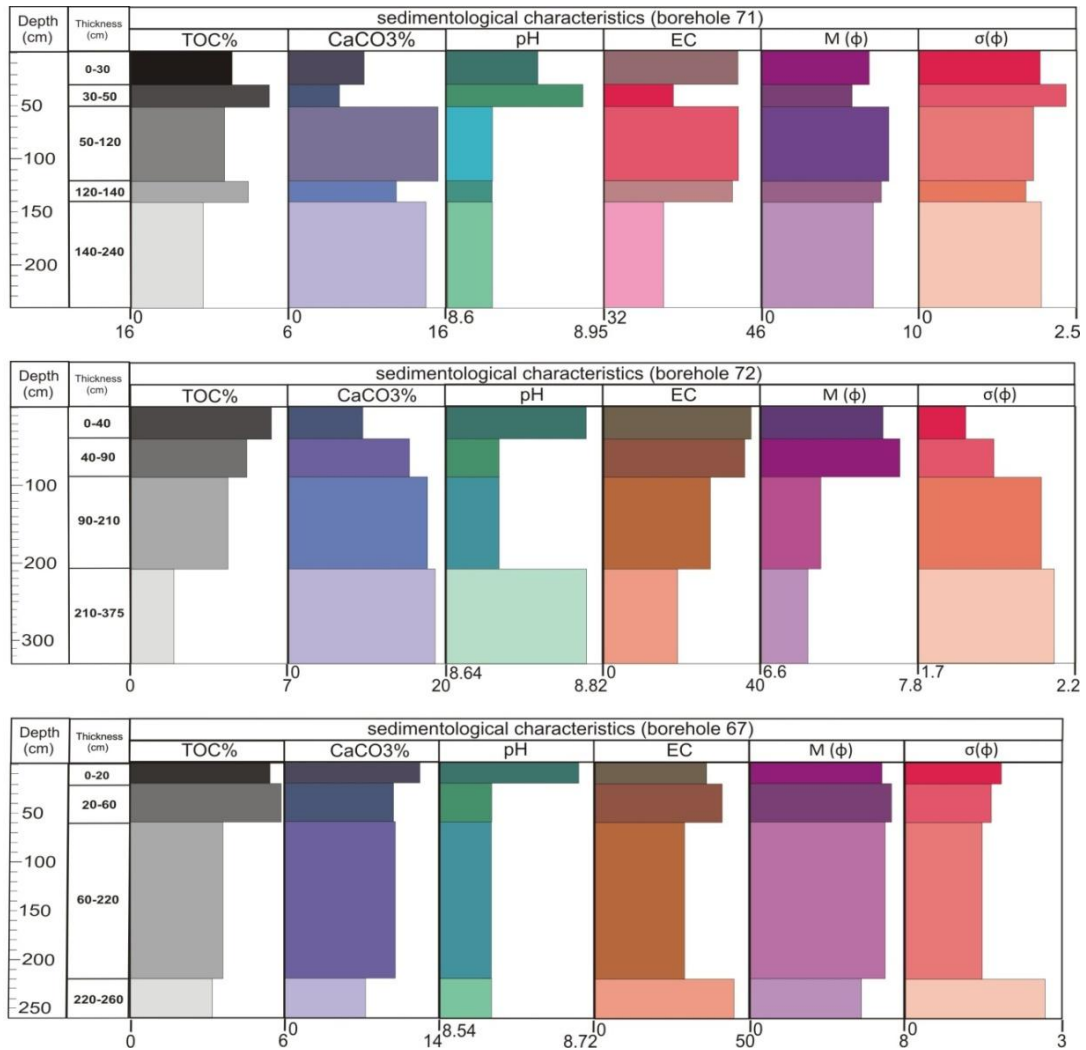 Depth (cm) Thickness (cm) sedimentological characteristics (borehole 71)
TOC% CaCO3% pH EC M (ϕ) σ(ϕ)
0-30
30-50
50
50-120
100
120-140
150
140-240
200
16 0 6 0 16 8.6 8.95 32 46 0 10 0 2.5
Depth (cm) Thickness (cm) sedimentological characteristics (borehole 72)
TOC% CaCO3% pH EC M (ϕ) σ(ϕ)
0-40
40-90
100
90-210
200
210-375
300
0 7 0 20 8.64 8.82 0 40 6.6 7.8 1.7 2.2
Depth (cm) Thickness (cm) sedimentological characteristics (borehole 67)
TOC% CaCO3% pH EC M (ϕ) σ(ϕ)
0-20
20-60
50
100
60-220
150
200
220-260
250
0 6 0 14 8.54 8.72 0 50 0 8 0 3